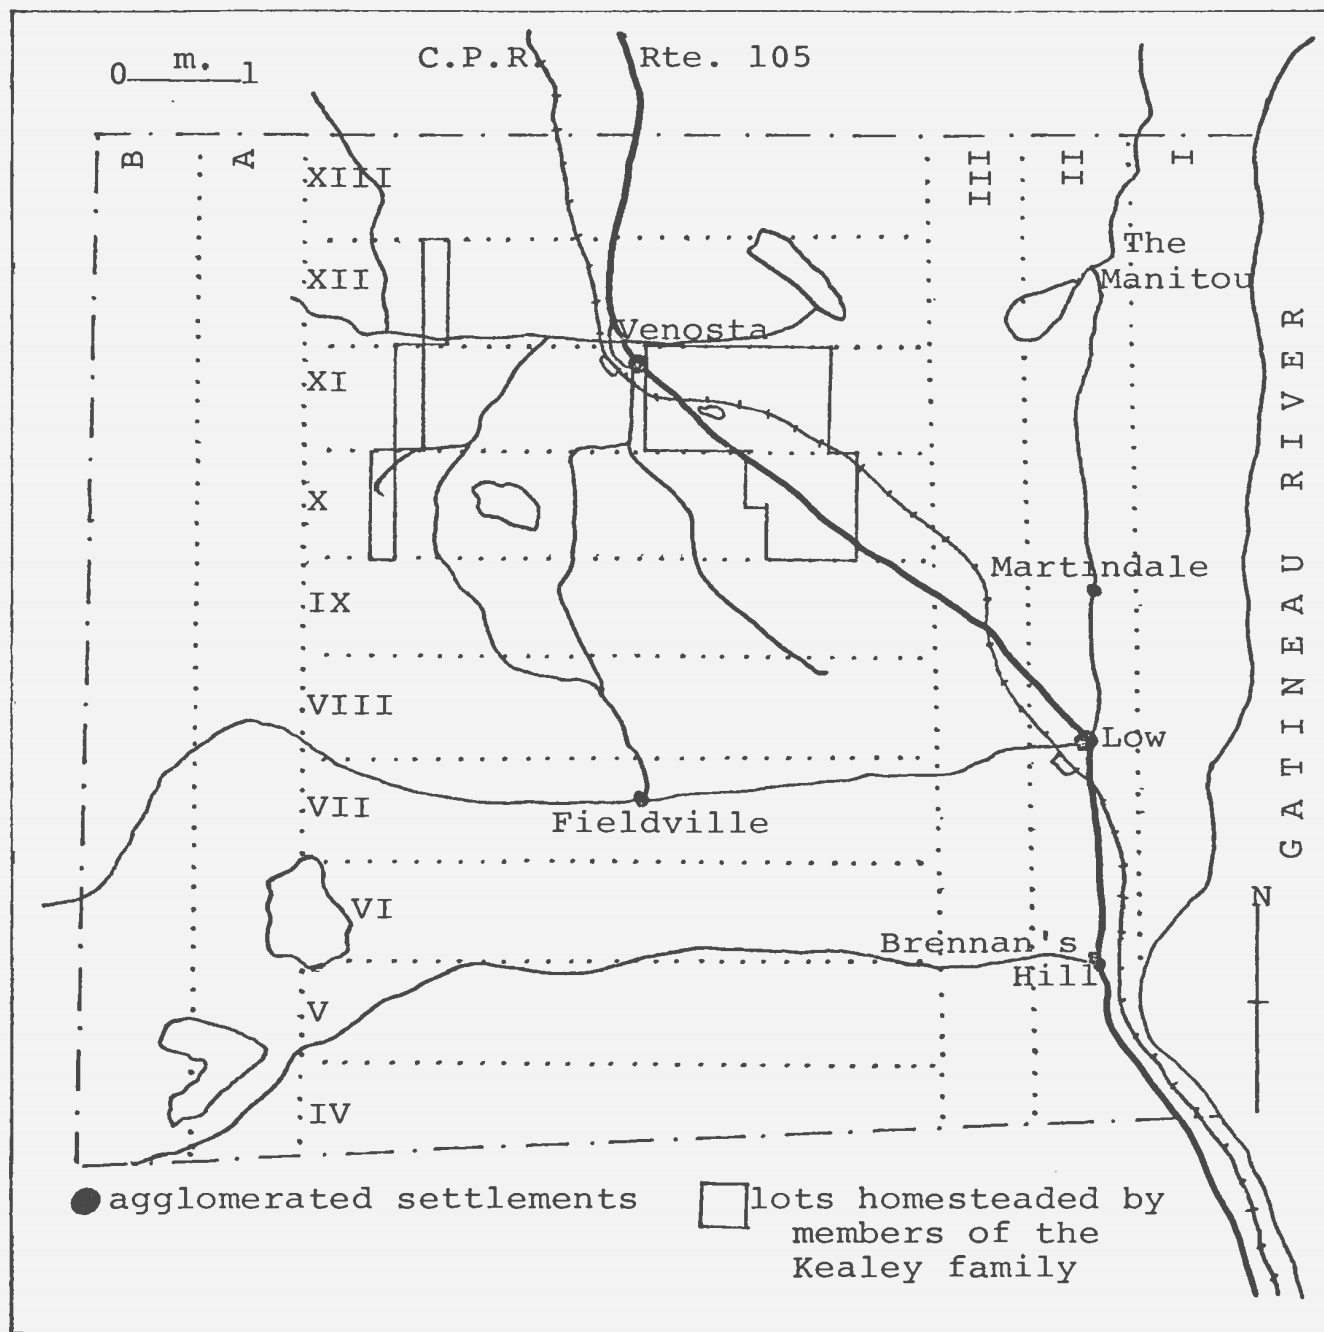 C.P.R. Rte. 105
0 m. 1
B A XIII III II I
The
Manitou
XII
Venosta
XI
X
Martindale
IX
GATINEAU RIVER
VIII
Low
VII
Fieldville
VI
N
Brennan's
Hill
V
IV
agglomerated settlements
lots homesteaded by
members of the
Kealey family